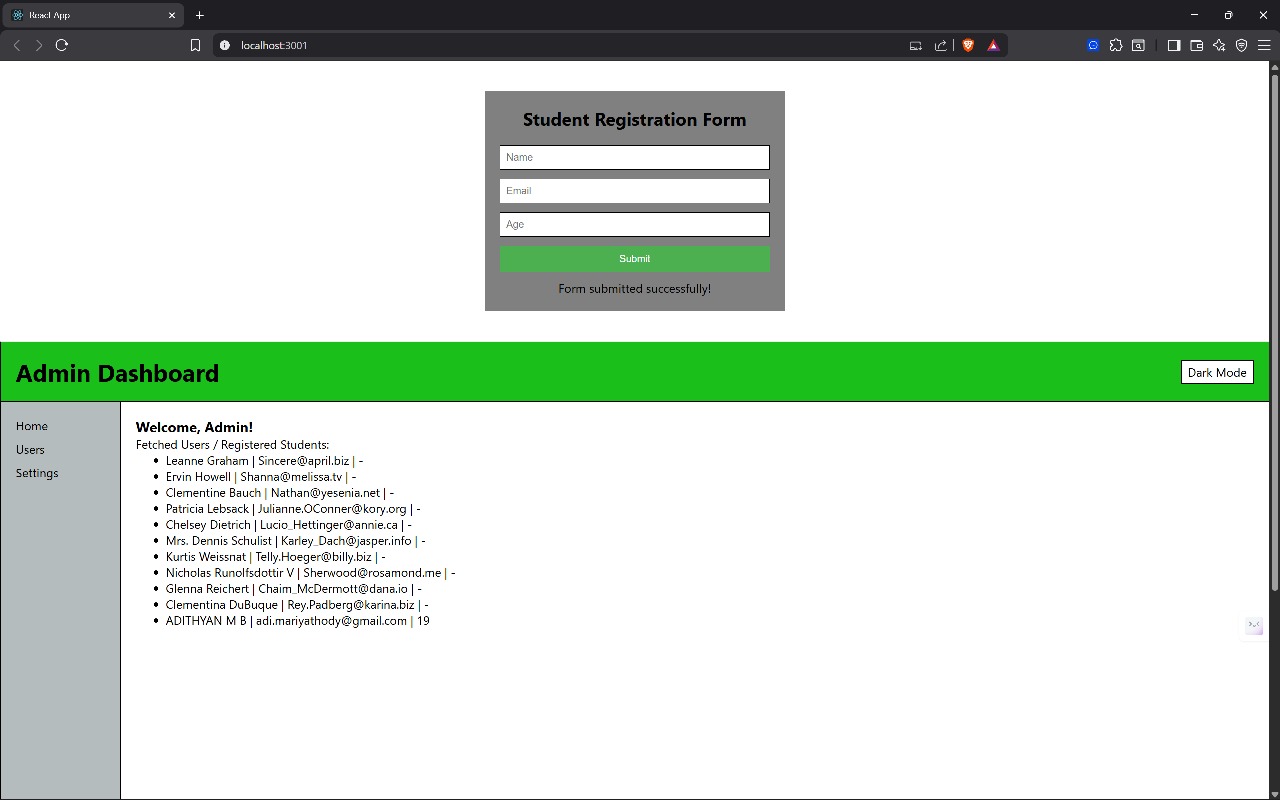 React App
localhost:3001
Student Registration Form
Name
Email
Age
Submit
Form submitted successfully!
Admin Dashboard
Dark Mode
Home
Users
Settings
Welcome, Admin!
Fetched Users / Registered Students:
Leanne Graham | Sincere@april.biz | -
Ervin Howell | Shanna@melissa.tv | -
Clementine Bauch | Nathan@yesenia.net | -
Patricia Lebsack | Julianne.OConner@kory.org | -
Chelsey Dietrich | Lucio_Hettinger@annie.ca | -
Mrs. Dennis Schulist | Karley_Dach@jasper.info | -
Kurtis Weissnat | Telly.Hoeger@billy.biz | -
Nicholas Runolfsdottir V | Sherwood@rosamond.me | -
Glenna Reichert | Chaim_McDermott@dana.io | -
Clementina DuBuque | Rey.Padberg@karina.biz | -
ADITHYAN M B | adi.mariyathody@gmail.com | 19